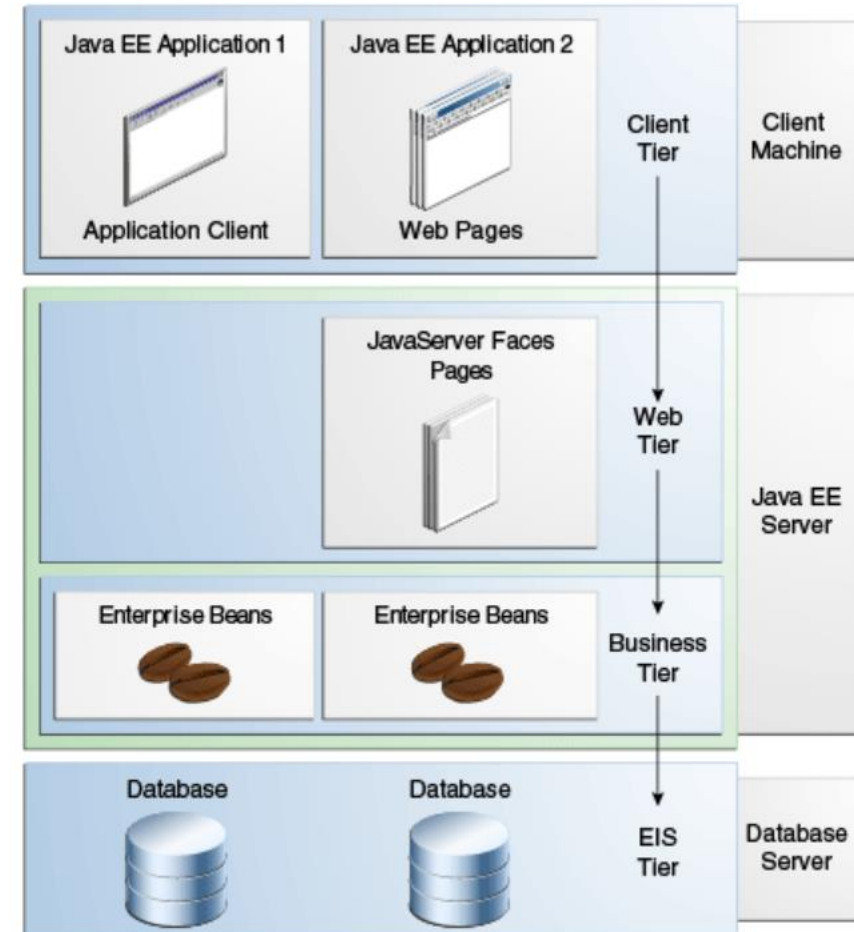 Java EE Application 1
Java EE Application 2
Application Client
Web Pages
Client
Tier
Client
Machine
JavaServer Faces
Pages
Web
Tier
Java EE
Server
Enterprise Beans
Enterprise Beans
Business
Tier
Database
Database
EIS
Tier
Database
Server